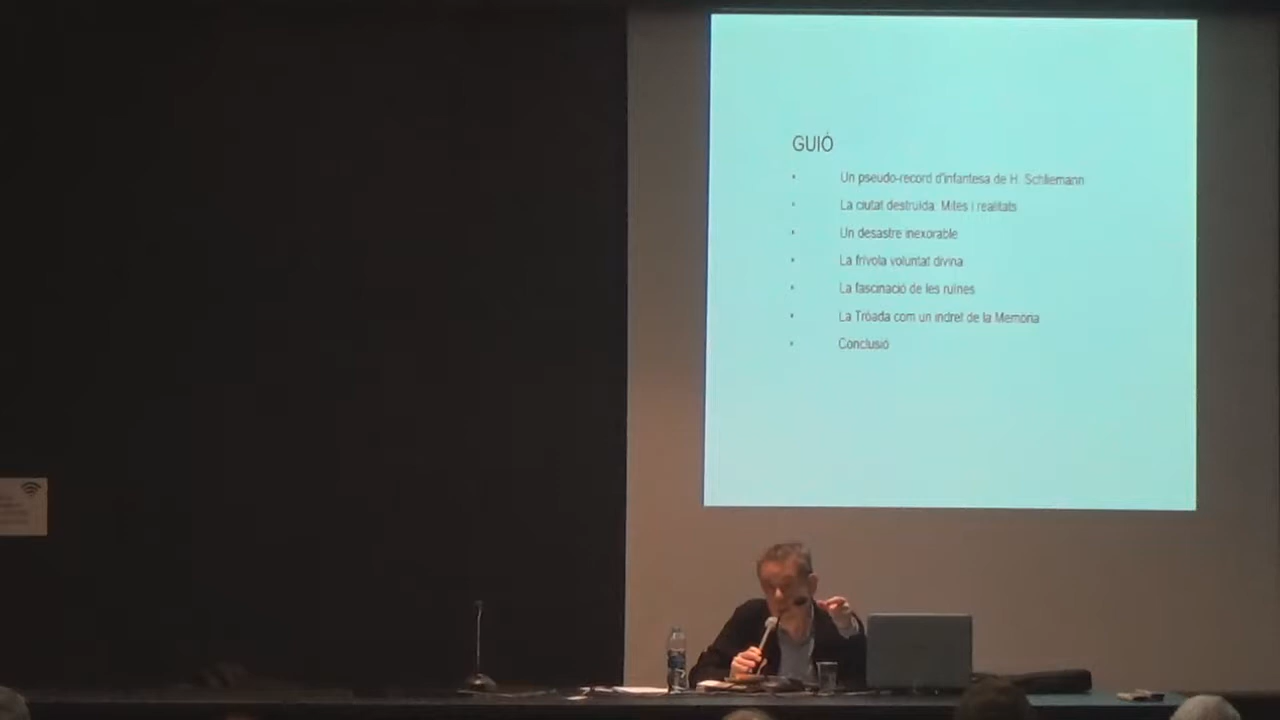 GUIÓ
• Un pseudo-record d'infantesa de H. Schliemann
• La ciutat destruïda. Mites i realitats
• Un desastre inexorable
• La frívola voluntat divina
• La fascinació de les ruïnes
• La Tròada com un indret de la Memòria
• Conclusió